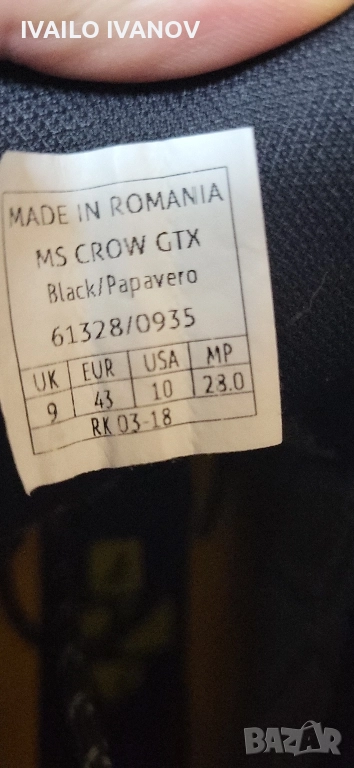 IVAILO IVANOV
MADE IN ROMANIA
MS CROW GTX
Black/Papavero
61328/0935
UK EUR USA MP
9 43 10 28.0
RK 03-18
BAZAR